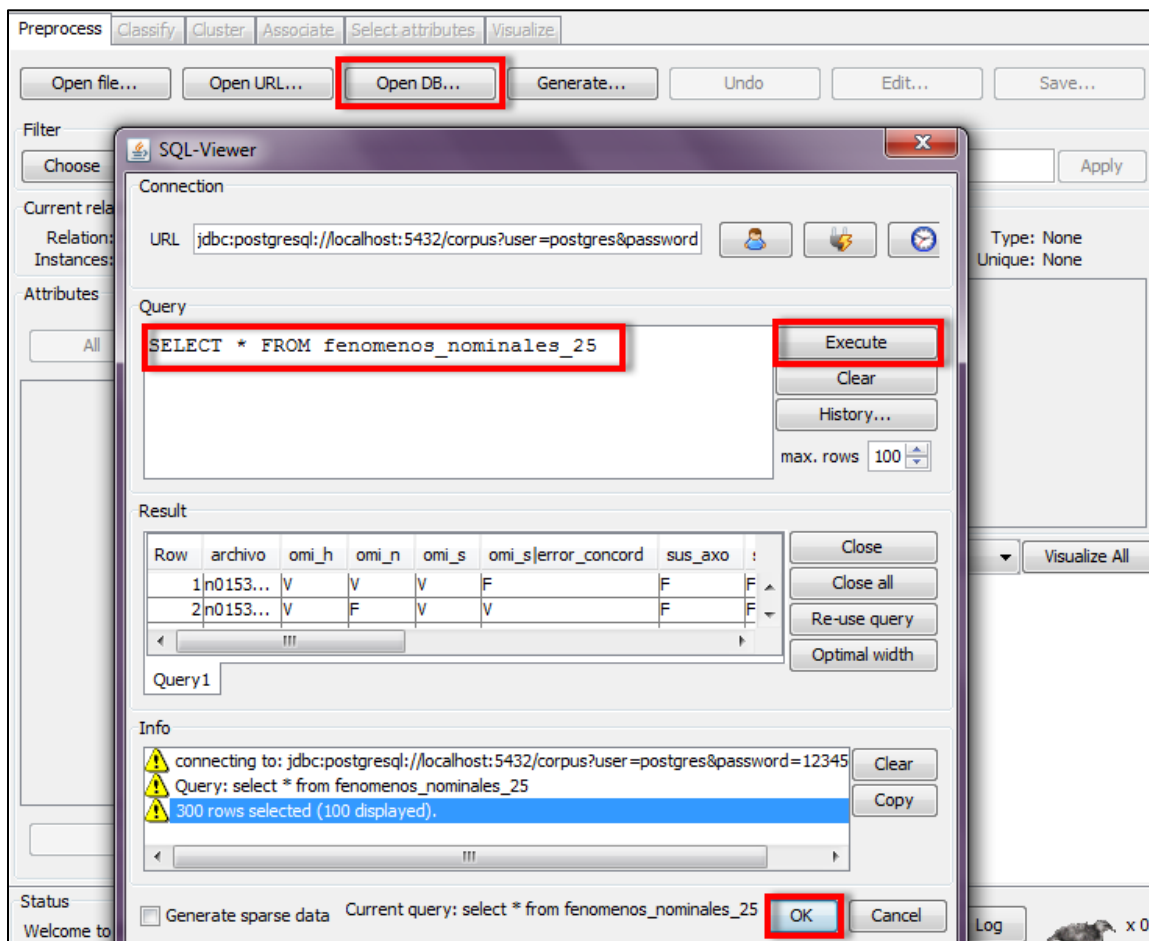 Preprocess Classify Cluster Associate Select attributes Visualize
Open file... Open URL... Open DB... Generate... Undo Edit... Save...
Filter
Choose Apply
SQL-Viewer
Connection
URL jdbc:postgresql://localhost:5432/corpus?user=postgres&password
Current rela
Relation: Type: None
Instances: Unique: None
Attributes
All
Query
SELECT * FROM fenomenos_nominales_25
Execute
Clear
History...
max. rows 100
Result
Row archivo omi_h omi_n omi_s omi_s|error_concord sus_axo
1 n0153... V V V F F F
2 n0153... V F V V F F
Close
Close all
Re-use query
Optimal width
Visualize All
Query1
Info
connecting to: jdbc:postgresql://localhost:5432/corpus?user=postgres&password=12345
Query: select * from fenomenos_nominales_25
300 rows selected (100 displayed).
Clear
Copy
Generate sparse data Current query: select * from fenomenos_nominales_25 OK Cancel
Status
Welcome to
Log x 0